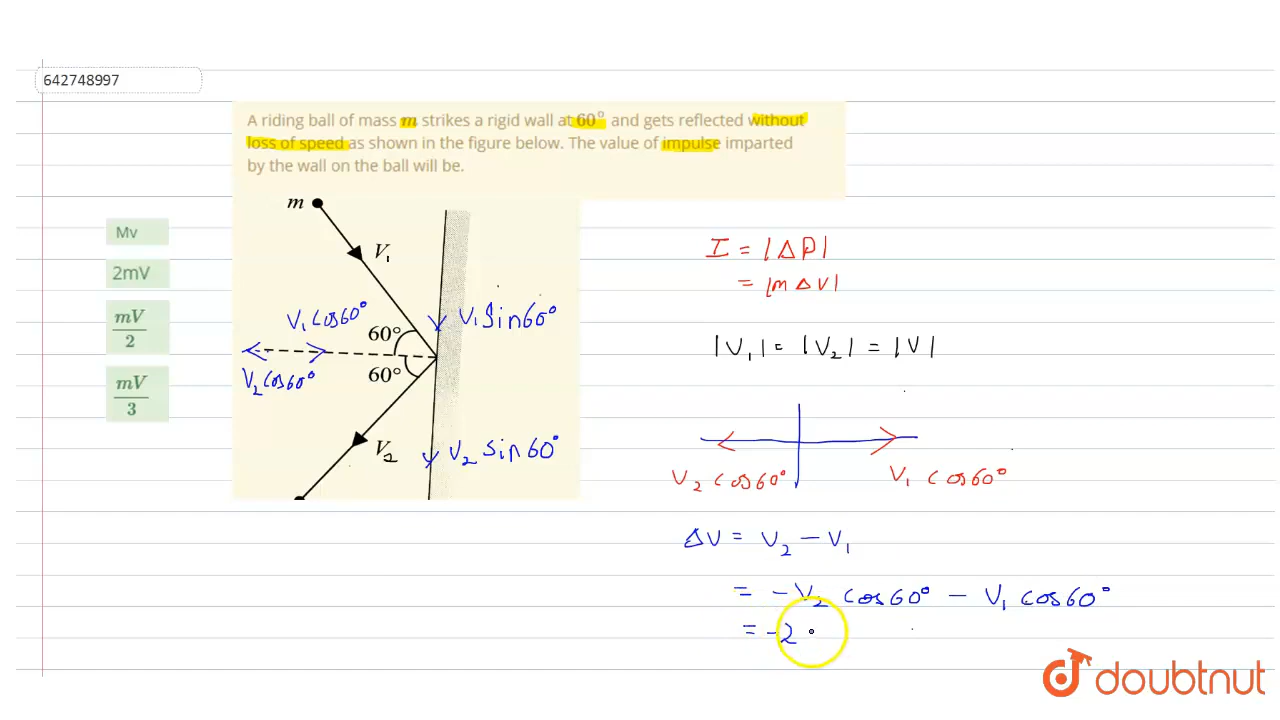 642748997
A riding ball of mass m strikes a rigid wall at 60° and gets reflected without
loss of speed as shown in the figure below. The value of impulse imparted
by the wall on the ball will be.
Mv
2mV
mV/2
mV/3
m
V₁
V₁ cos60°
60°
V₁ Sin60°
60°
V₂ cos60°
V₂
V₂ Sin60°
I = |ΔP|
= |mΔV|
|V₁| = |V₂| = |V|
V₂ cos60°
V₁ cos60°
ΔV = V₂ − V₁
= −V₂ cos60° − V₁ cos60°
= −2
doubtnut